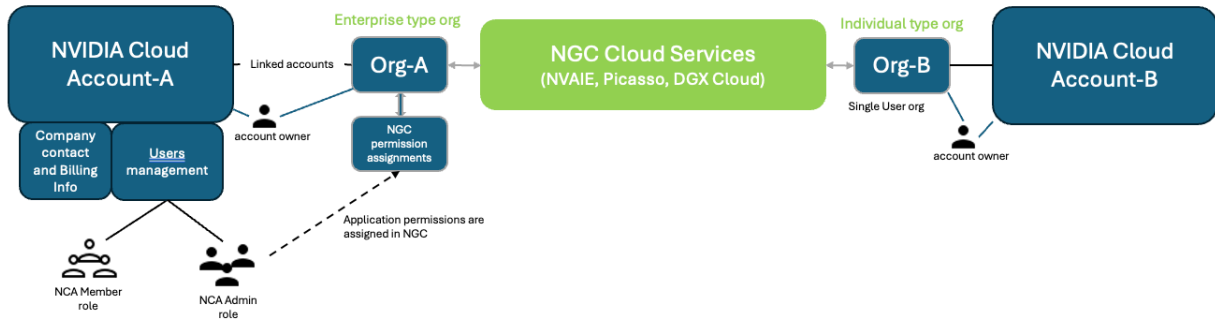 Enterprise type org
Individual type org
NVIDIA Cloud
Account-A
Linked accounts
Org-A
NGC Cloud Services
(NVAIE, Picasso, DGX Cloud)
Org-B
NVIDIA Cloud
Account-B
Single User org
account owner
Company
contact
and Billing
Info
Users
management
NGC
permission
assignments
account owner
Application permissions are
assigned in NGC
NCA Member
role
NCA Admin
role